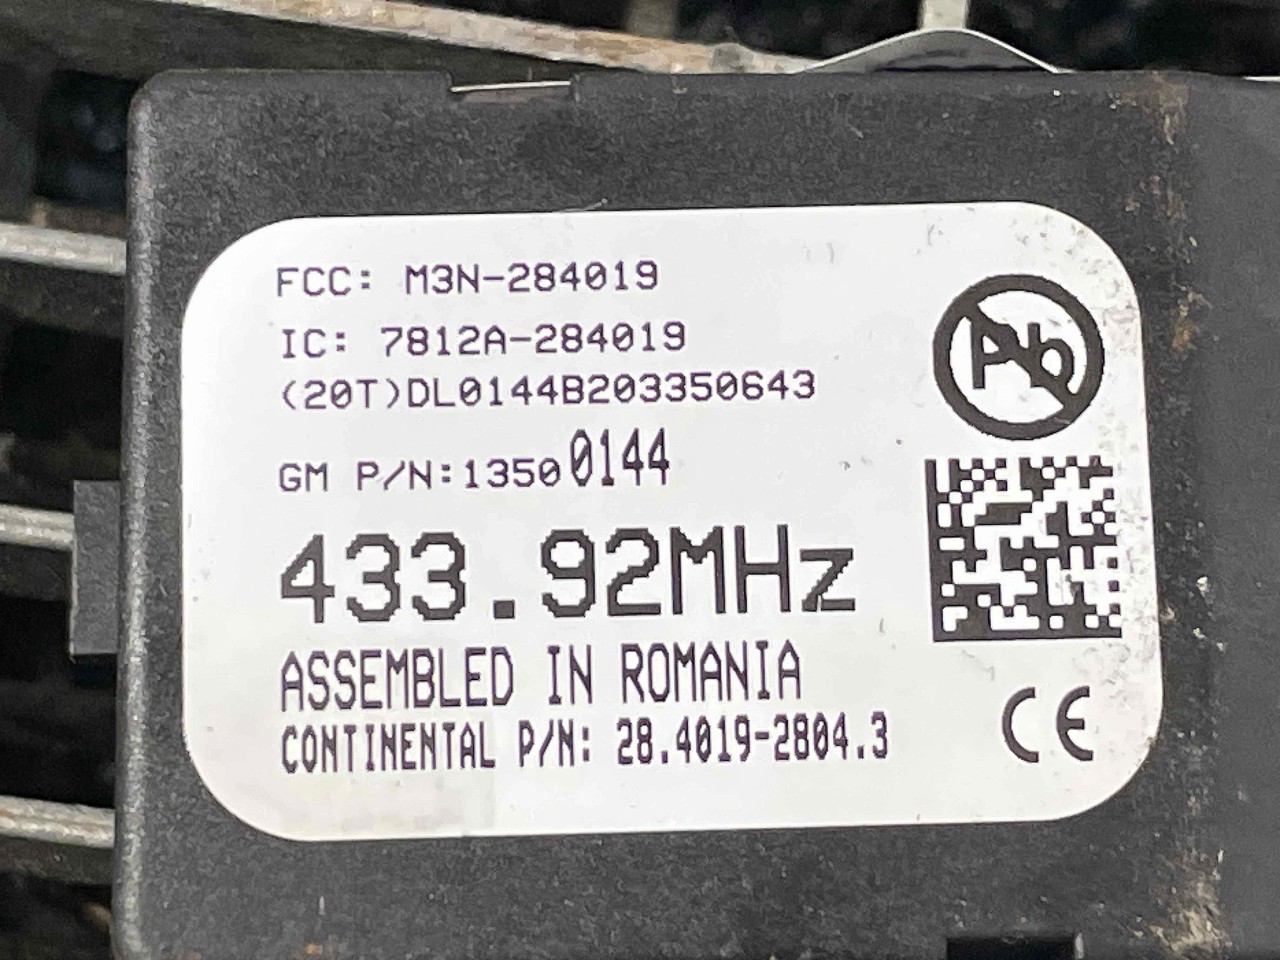 FCC: M3N-284019
IC: 7812A-284019
(20T)DL0144B203350643
GM P/N:13500144
433.92MHz
ASSEMBLED IN ROMANIA
CONTINENTAL P/N: 28.4019-2804.3
Pb
CE